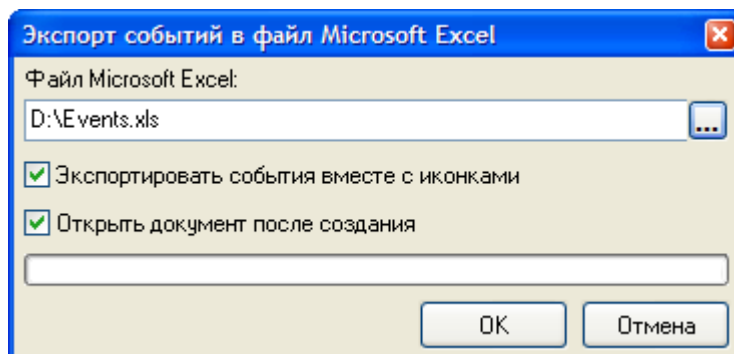 Экспорт событий в файл Microsoft Excel
Файл Microsoft Excel:
D:\Events.xls
...
Экспортировать события вместе с иконками
Открыть документ после создания
OK Отмена